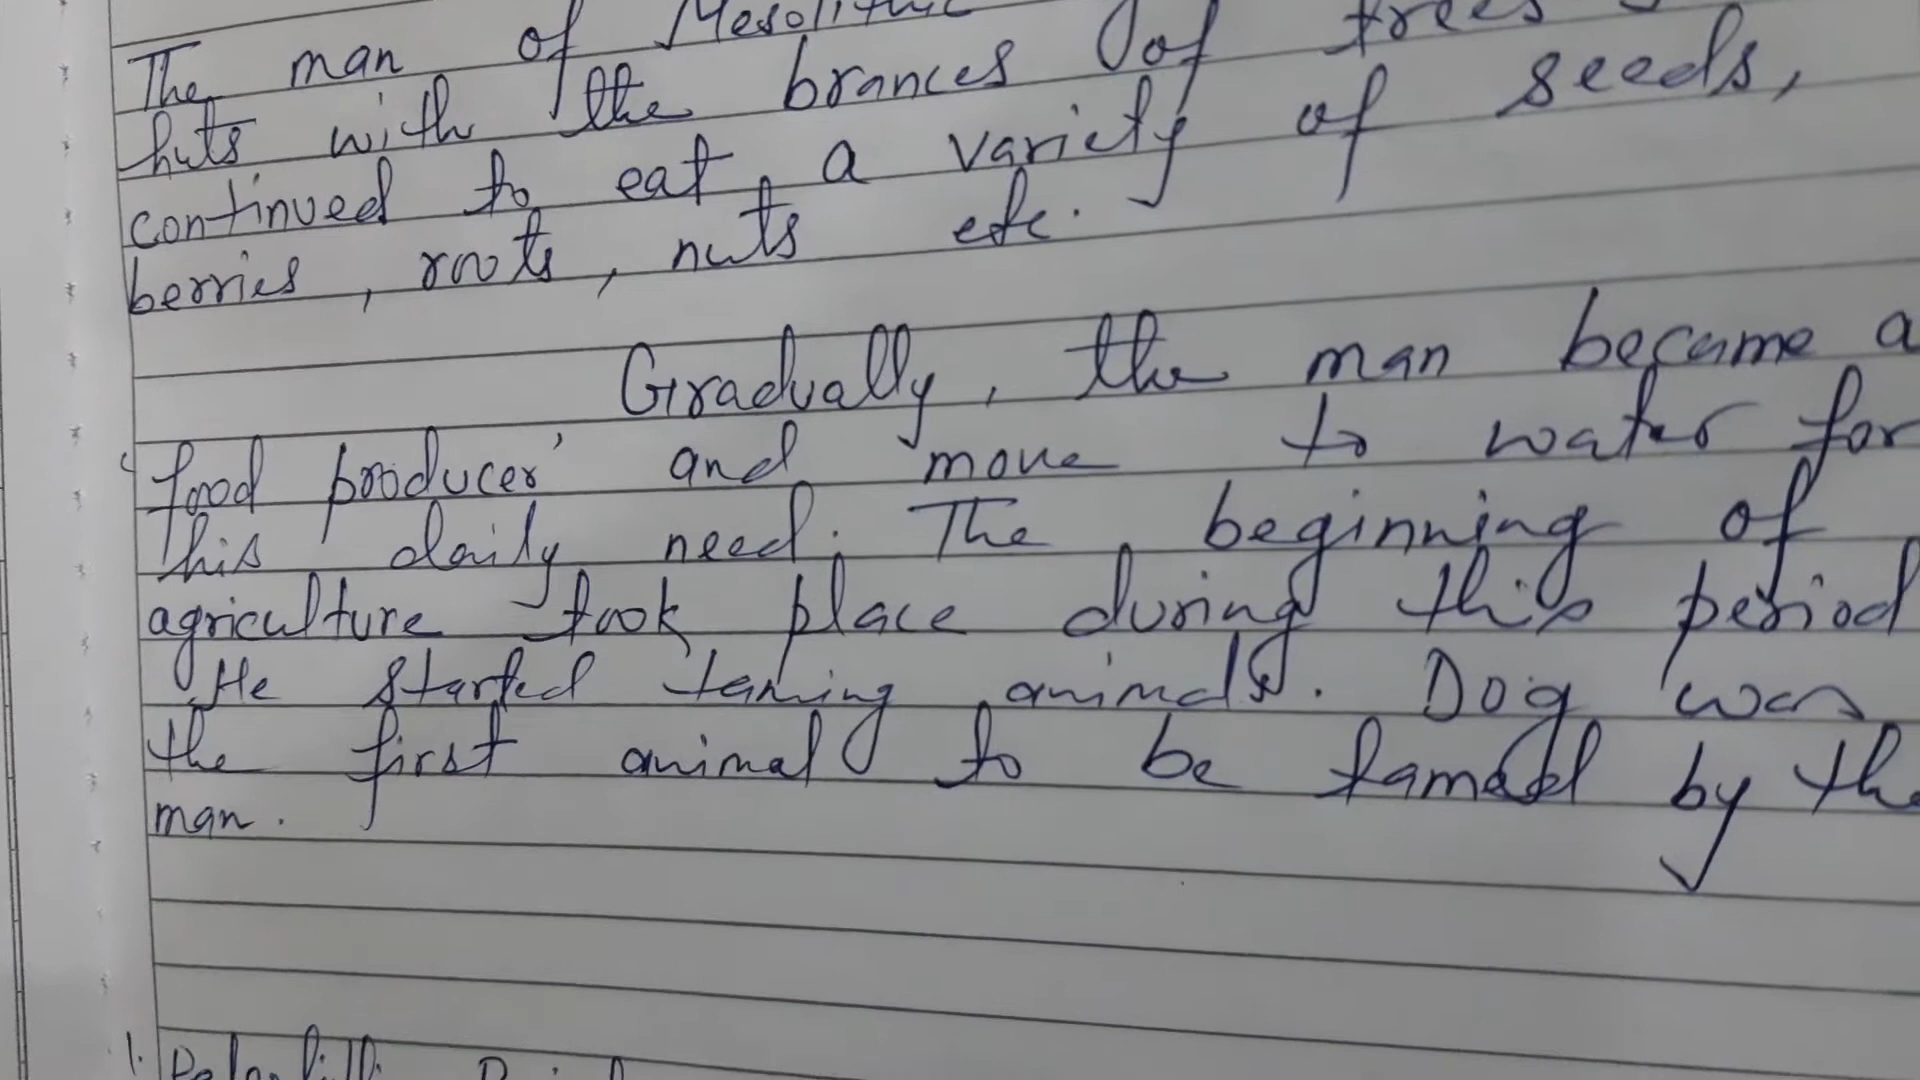 The man of Mesolithic
huts with the brances of trees
continued to eat a variety of seeds,
berries, roots, nuts etc.
Gradually, the man became a
'food producer' and move to water for
his daily need. The beginning of
agriculture took place during this period
He started taming animals. Dog was
the first animal to be tamed by the
man.
1.